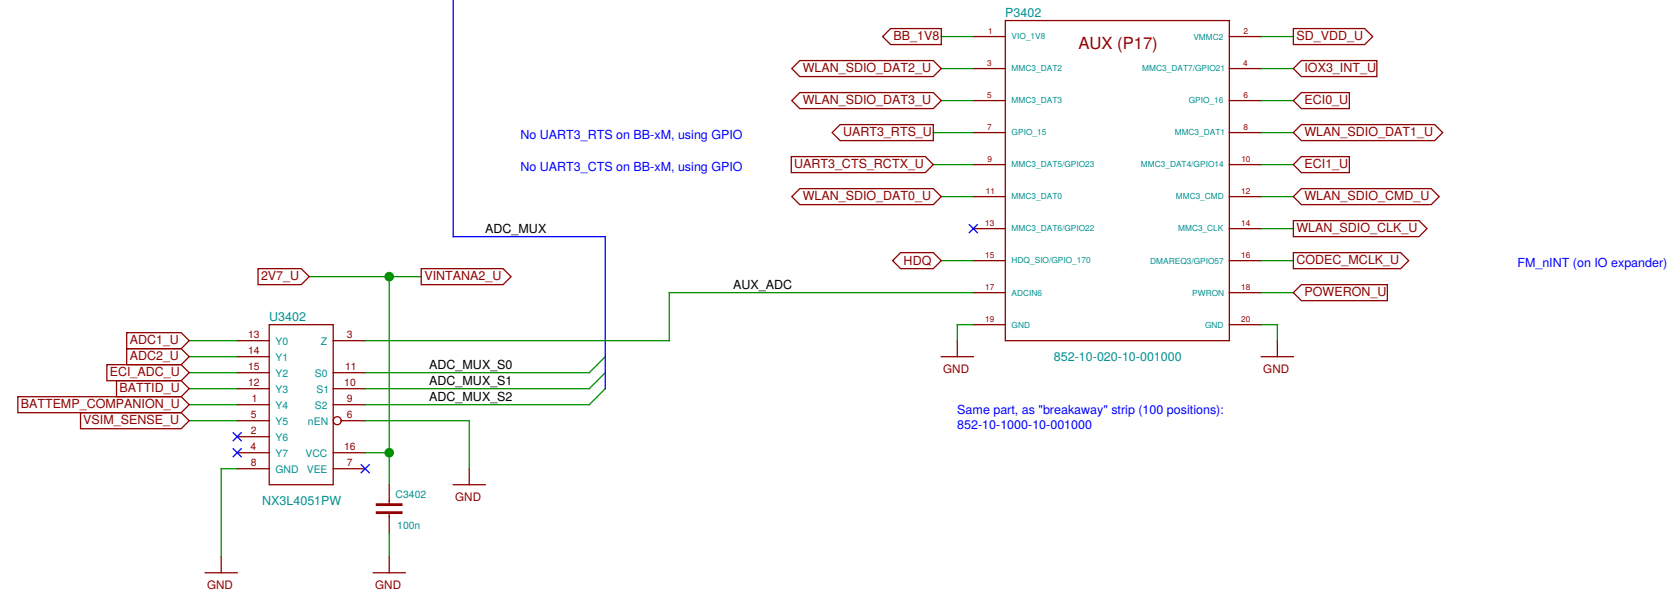 P3402
AUX (P17)
BB_1V8
1
VIO_1V8
VMMC2
2
SD_VDD_U
WLAN_SDIO_DAT2_U
3
MMC3_DAT2
MMC3_DAT7/GPIO21
4
IOX3_INT_U
WLAN_SDIO_DAT3_U
5
MMC3_DAT3
GPIO_16
6
ECI0_U
No UART3_RTS on BB-xM, using GPIO
UART3_RTS_U
7
GPIO_15
MMC3_DAT1
8
WLAN_SDIO_DAT1_U
No UART3_CTS on BB-xM, using GPIO
UART3_CTS_RCTX_U
9
MMC3_DAT5/GPIO23
MMC3_DAT4/GPIO14
10
ECI1_U
WLAN_SDIO_DAT0_U
11
MMC3_DAT0
MMC3_CMD
12
WLAN_SDIO_CMD_U
13
MMC3_DAT6/GPIO22
MMC3_CLK
14
WLAN_SDIO_CLK_U
HDQ
15
HDQ_SIO/GPIO_170
DMAREQ3/GPIO57
16
CODEC_MCLK_U
FM_nINT (on IO expander)
AUX_ADC
17
ADCIN6
PWRON
18
POWERON_U
19
GND
GND
20
GND
GND
852-10-020-10-001000
Same part, as "breakaway" strip (100 positions):
852-10-1000-10-001000
ADC_MUX
2V7_U
VINTANA2_U
U3402
ADC1_U
13
Y0
Z
3
ADC2_U
14
Y1
ECI_ADC_U
15
Y2
S0
11
ADC_MUX_S0
BATTID_U
12
Y3
S1
10
ADC_MUX_S1
BATTEMP_COMPANION_U
1
Y4
S2
9
ADC_MUX_S2
VSIM_SENSE_U
5
Y5
nEN
6
2
Y6
4
Y7
VCC
16
8
GND
VEE
7
NX3L4051PW
C3402
100n
GND
GND
GND